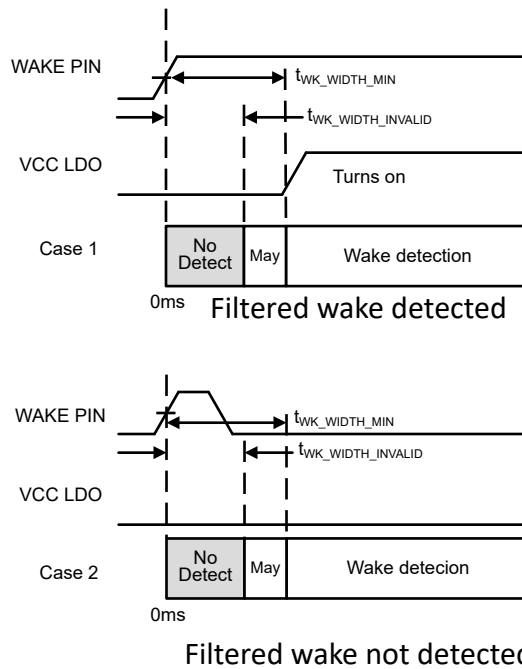 WAKE PIN
tWK_WIDTH_MIN
tWK_WIDTH_INVALID
VCC LDO
Turns on
Case 1
No
Detect
May
Wake detection
0ms
Filtered wake detected
WAKE PIN
tWK_WIDTH_MIN
tWK_WIDTH_INVALID
VCC LDO
Case 2
No
Detect
May
Wake detecion
0ms
Filtered wake not detected